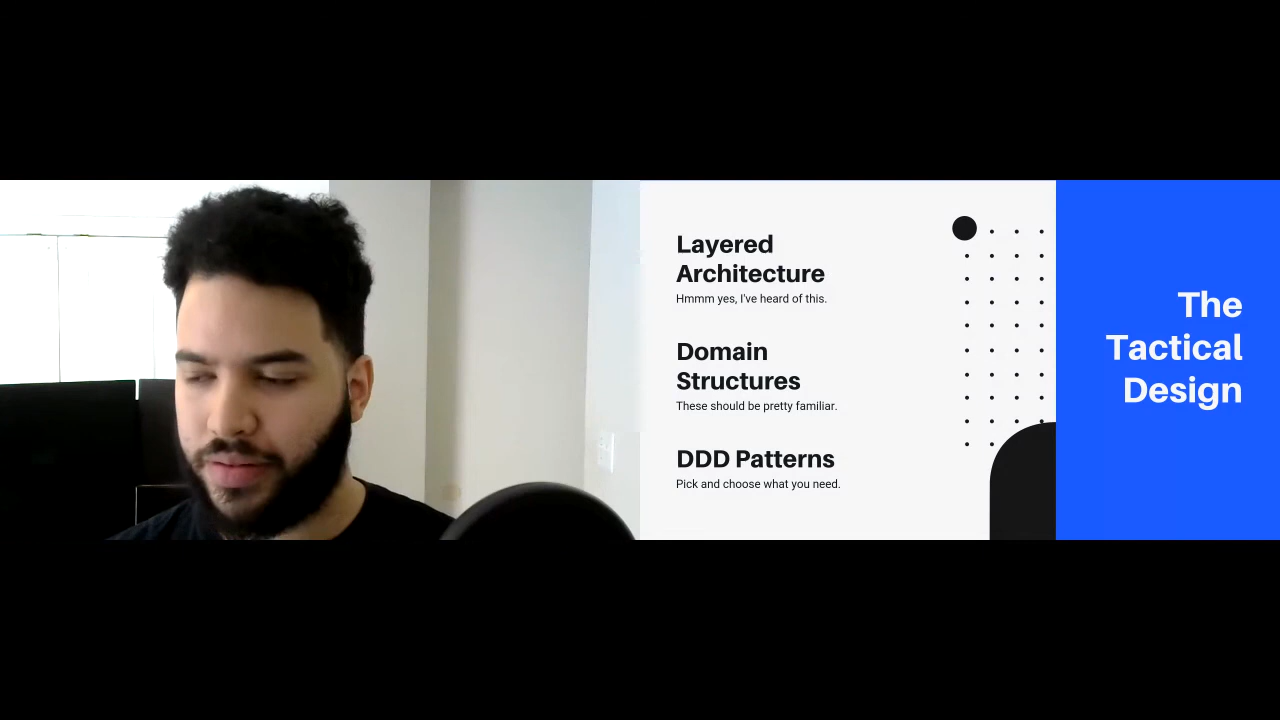 Layered
Architecture
Hmmm yes, I've heard of this.
Domain
Structures
These should be pretty familiar.
DDD Patterns
Pick and choose what you need.
The
Tactical
Design